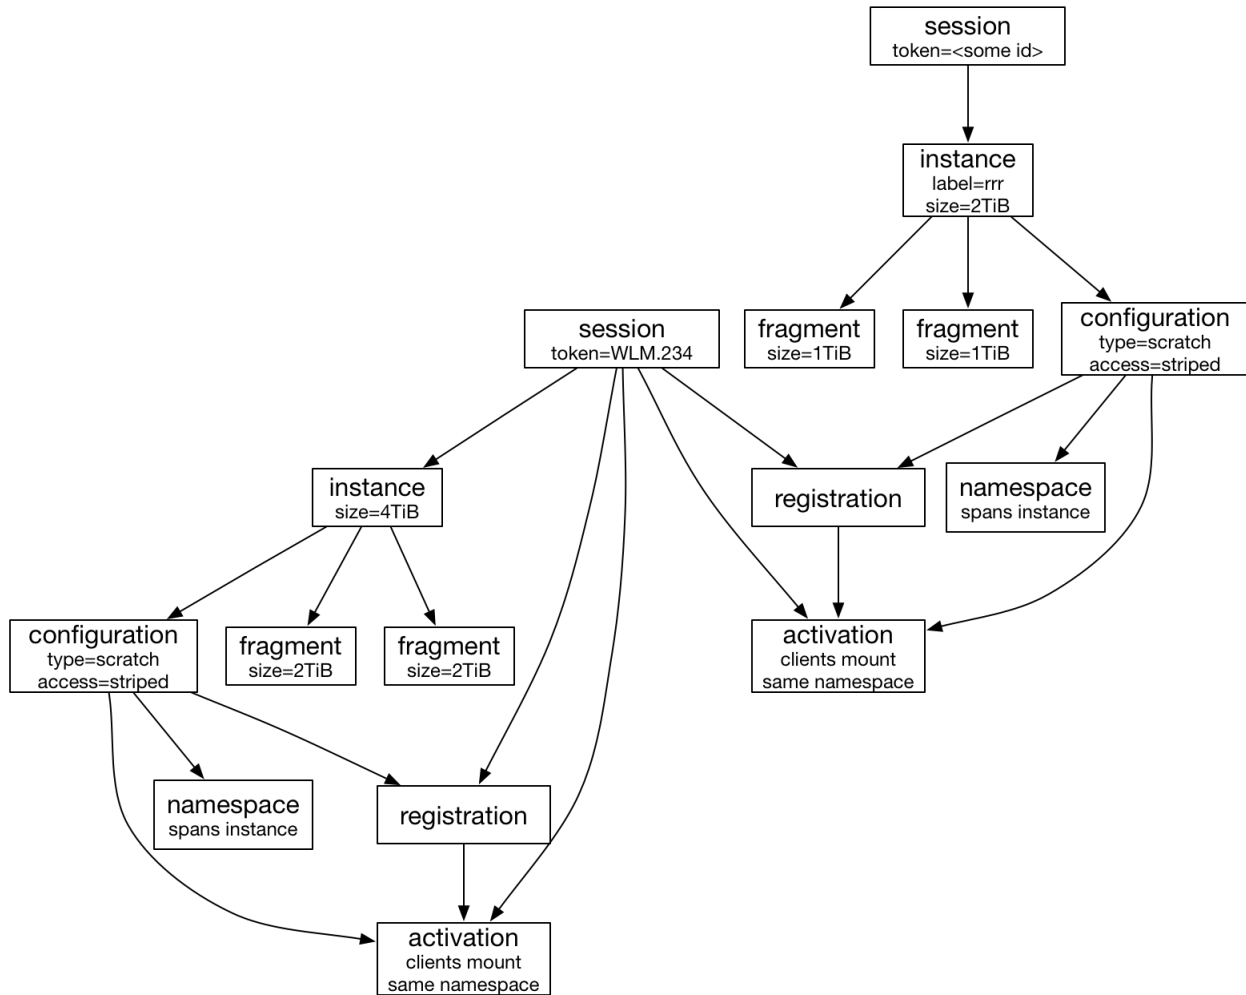 session
token=<some id>
instance
label=rrr
size=2TiB
fragment
size=1TiB
fragment
size=1TiB
configuration
type=scratch
access=striped
session
token=WLM.234
instance
size=4TiB
registration
namespace
spans instance
configuration
type=scratch
access=striped
fragment
size=2TiB
fragment
size=2TiB
activation
clients mount
same namespace
namespace
spans instance
registration
activation
clients mount
same namespace